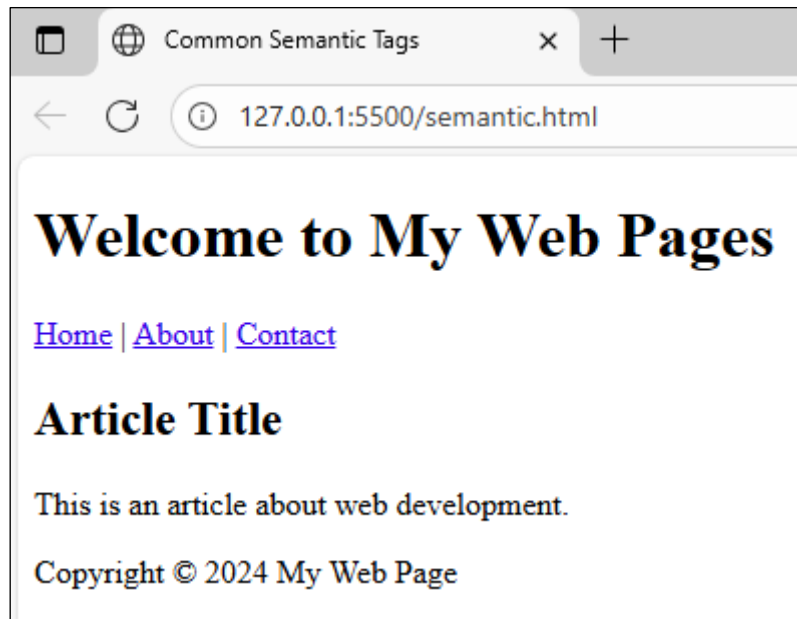 Common Semantic Tags
127.0.0.1:5500/semantic.html
Welcome to My Web Pages
Home | About | Contact
Article Title
This is an article about web development.
Copyright © 2024 My Web Page